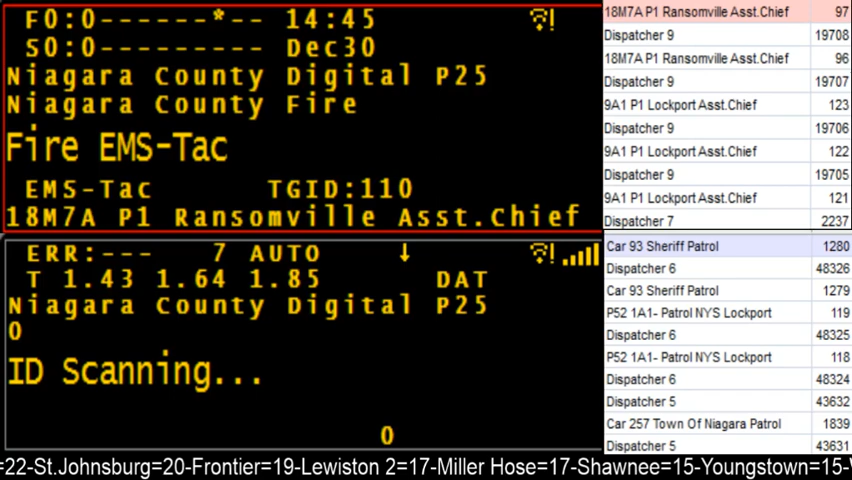 F0:0------*-- 14:45
S0:0--------- Dec30
Niagara County Digital P25
Niagara County Fire
Fire EMS-Tac
EMS-Tac TGID:110
18M7A P1 Ransomville Asst.Chief
18M7A P1 Ransomville Asst.Chief 97
Dispatcher 9 19708
18M7A P1 Ransomville Asst.Chief 96
Dispatcher 9 19707
9A1 P1 Lockport Asst.Chief 123
Dispatcher 9 19706
9A1 P1 Lockport Asst.Chief 122
Dispatcher 9 19705
9A1 P1 Lockport Asst.Chief 121
Dispatcher 7 2237
ERR:--- 7 AUTO ↓
T 1.43 1.64 1.85 DAT
Niagara County Digital P25
0
ID Scanning...
0
Car 93 Sheriff Patrol 1280
Dispatcher 6 48326
Car 93 Sheriff Patrol 1279
P52 1A1- Patrol NYS Lockport 119
Dispatcher 6 48325
P52 1A1- Patrol NYS Lockport 118
Dispatcher 6 48324
Dispatcher 5 43632
Car 257 Town Of Niagara Patrol 1839
Dispatcher 5 43631
=22-St.Johnsburg=20-Frontier=19-Lewiston 2=17-Miller Hose=17-Shawnee=15-Youngstown=15-